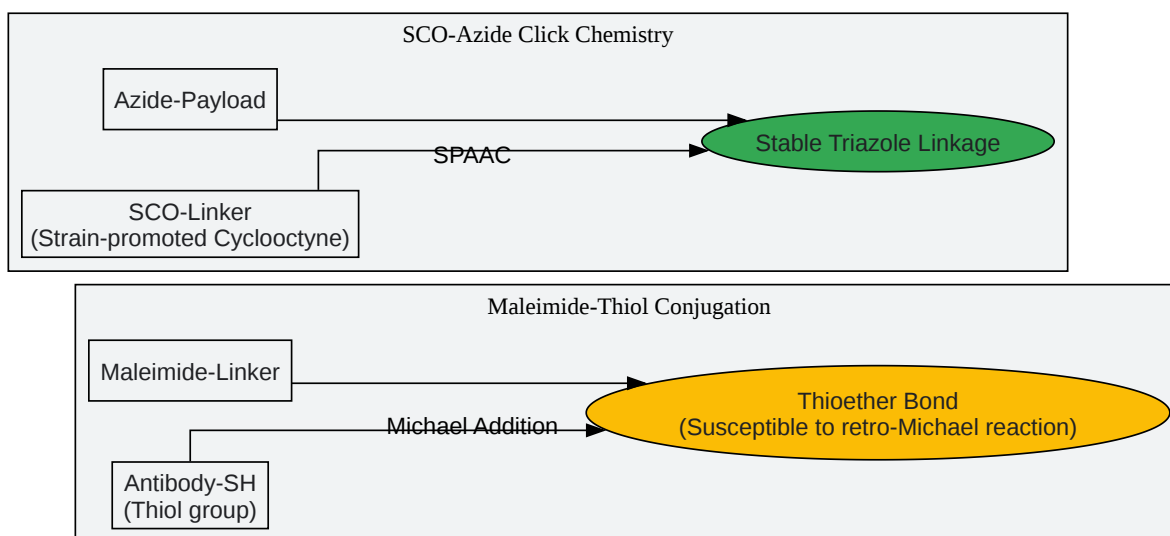 SCO-Azide Click Chemistry
Azide-Payload
SPAAC
Stable Triazole Linkage
SCO-Linker
(Strain-promoted Cyclooctyne)
Maleimide-Thiol Conjugation
Maleimide-Linker
Michael Addition
Thioether Bond
(Susceptible to retro-Michael reaction)
Antibody-SH
(Thiol group)